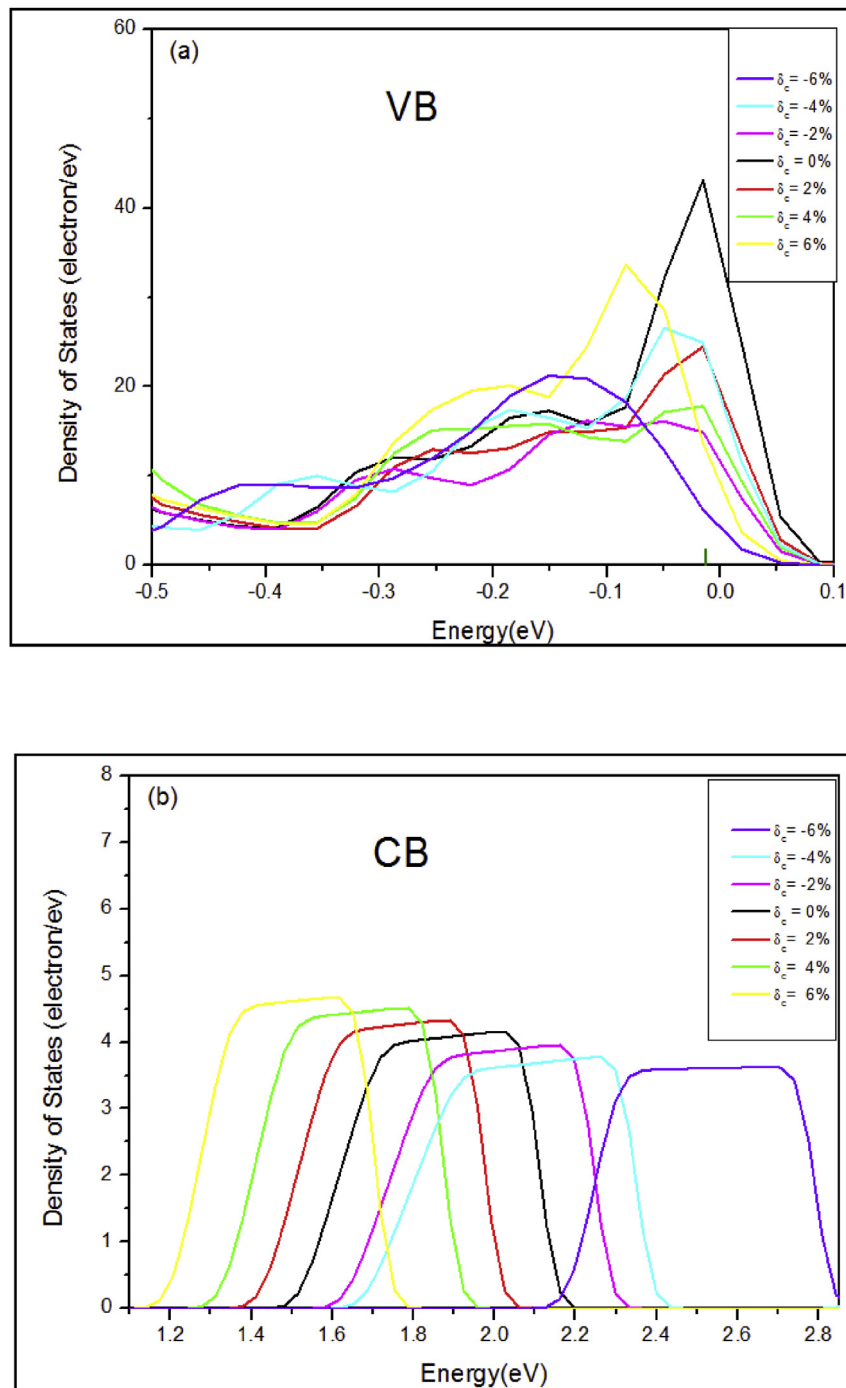 60
(a)
VB
δc= -6%
δc= -4%
δc= -2%
δc = 0%
δc= 2%
δc= 4%
δc= 6%
40
20
0
Density of States (electron/ev)
-0.5 -0.4 -0.3 -0.2 -0.1 0.0 0.1
Energy(eV)
8
(b)
CB
δc= -6%
δc= -4%
δc= -2%
δc = 0%
δc= 2%
δc= 4%
δc= 6%
7
6
5
4
3
2
1
0
Density of States (electron/ev)
1.2 1.4 1.6 1.8 2.0 2.2 2.4 2.6 2.8
Energy(eV)